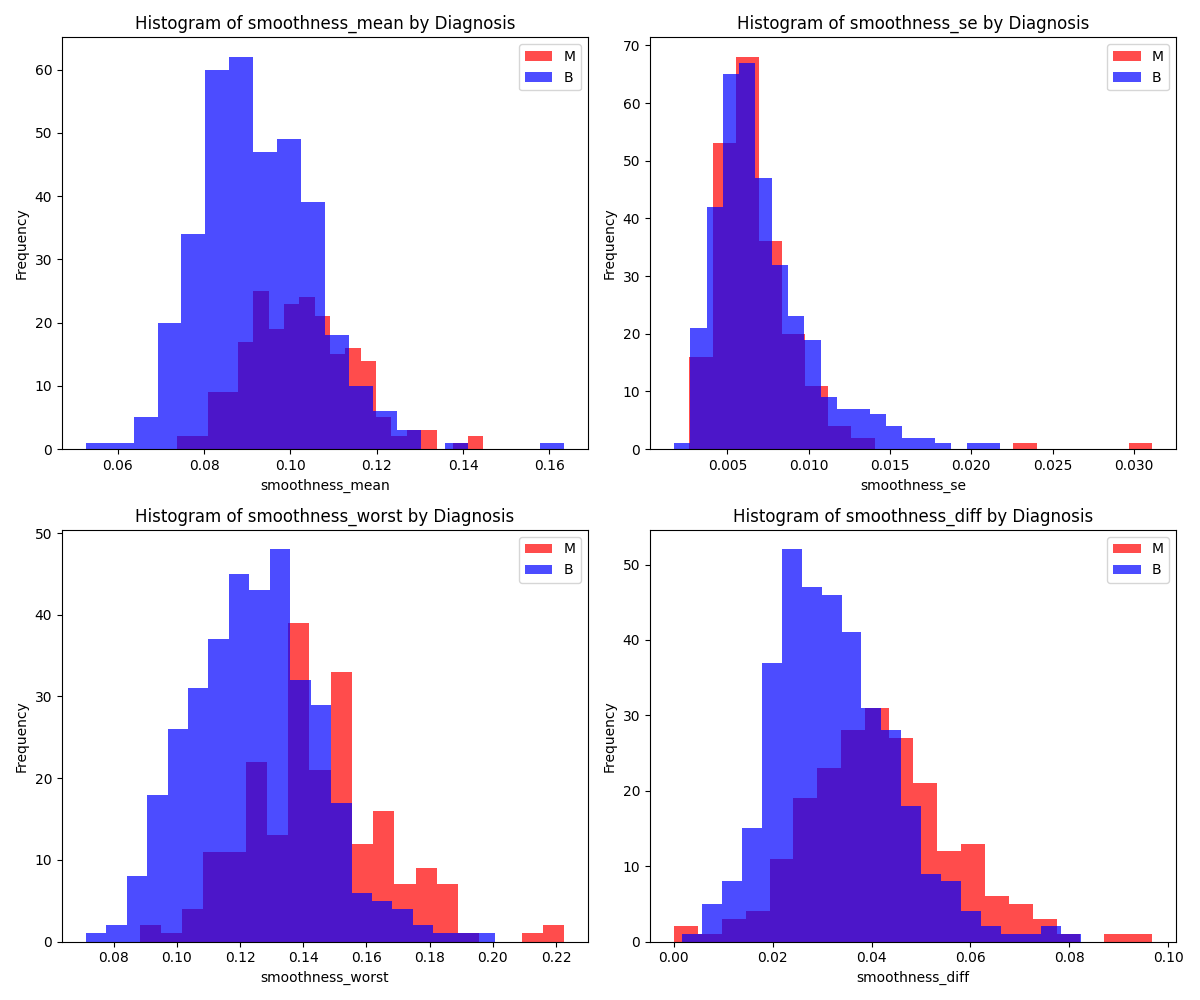 Histogram of smoothness_mean by Diagnosis
M
B
Frequency
60
50
40
30
20
10
0
0.06 0.08 0.10 0.12 0.14 0.16
smoothness_mean
Histogram of smoothness_se by Diagnosis
M
B
Frequency
70
60
50
40
30
20
10
0
0.005 0.010 0.015 0.020 0.025 0.030
smoothness_se
Histogram of smoothness_worst by Diagnosis
M
B
Frequency
50
40
30
20
10
0
0.08 0.10 0.12 0.14 0.16 0.18 0.20 0.22
smoothness_worst
Histogram of smoothness_diff by Diagnosis
M
B
Frequency
50
40
30
20
10
0
0.00 0.02 0.04 0.06 0.08 0.10
smoothness_diff